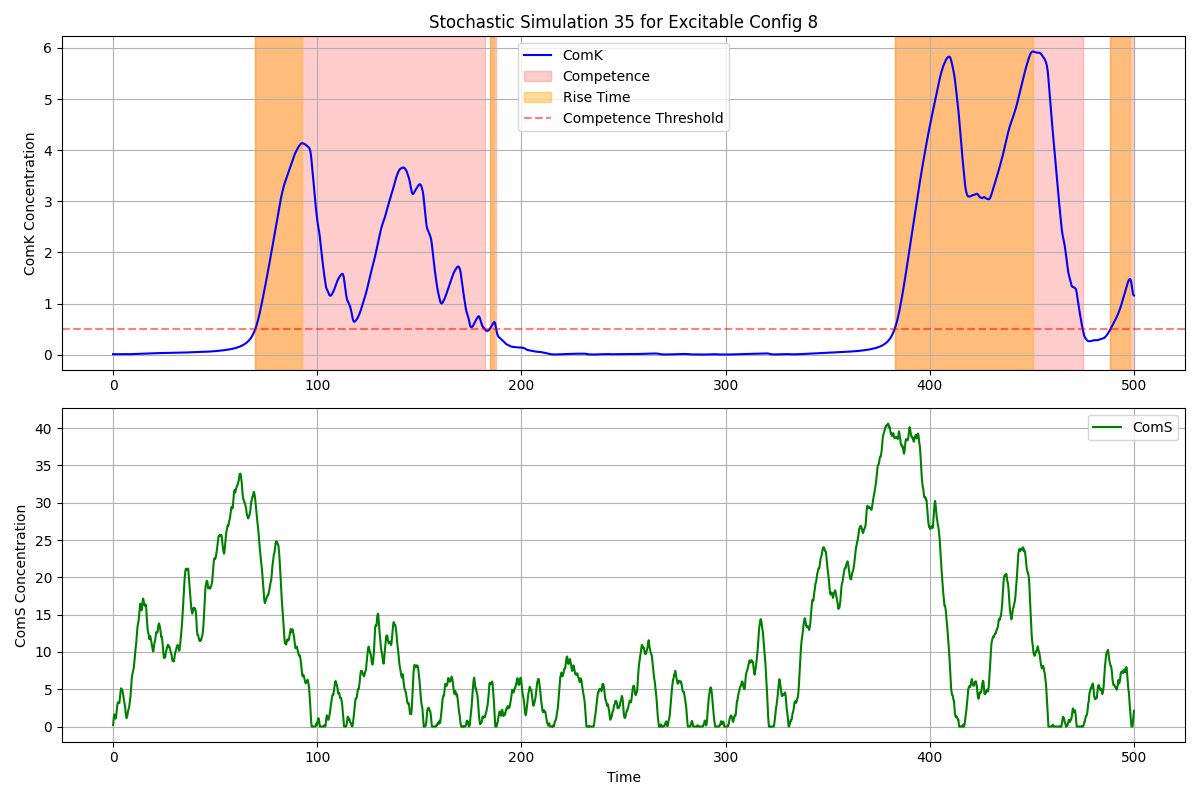 Stochastic Simulation 35 for Excitable Config 8
ComK Concentration
6
5
4
3
2
1
0
ComK
Competence
Rise Time
Competence Threshold
0 100 200 300 400 500
ComS Concentration
40
35
30
25
20
15
10
5
0
ComS
0 100 200 300 400 500
Time